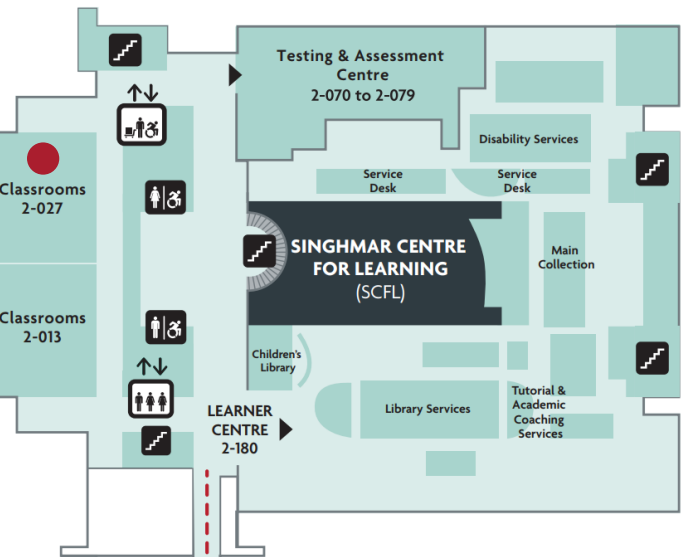 Testing & Assessment
Centre
2-070 to 2-079
Disability Services
Service
Desk
Service
Desk
Classrooms
2-027
SINGHMAR CENTRE
FOR LEARNING
(SCFL)
Main
Collection
Classrooms
2-013
Children's
Library
LEARNER
CENTRE
2-180
Library Services
Tutorial &
Academic
Coaching
Services